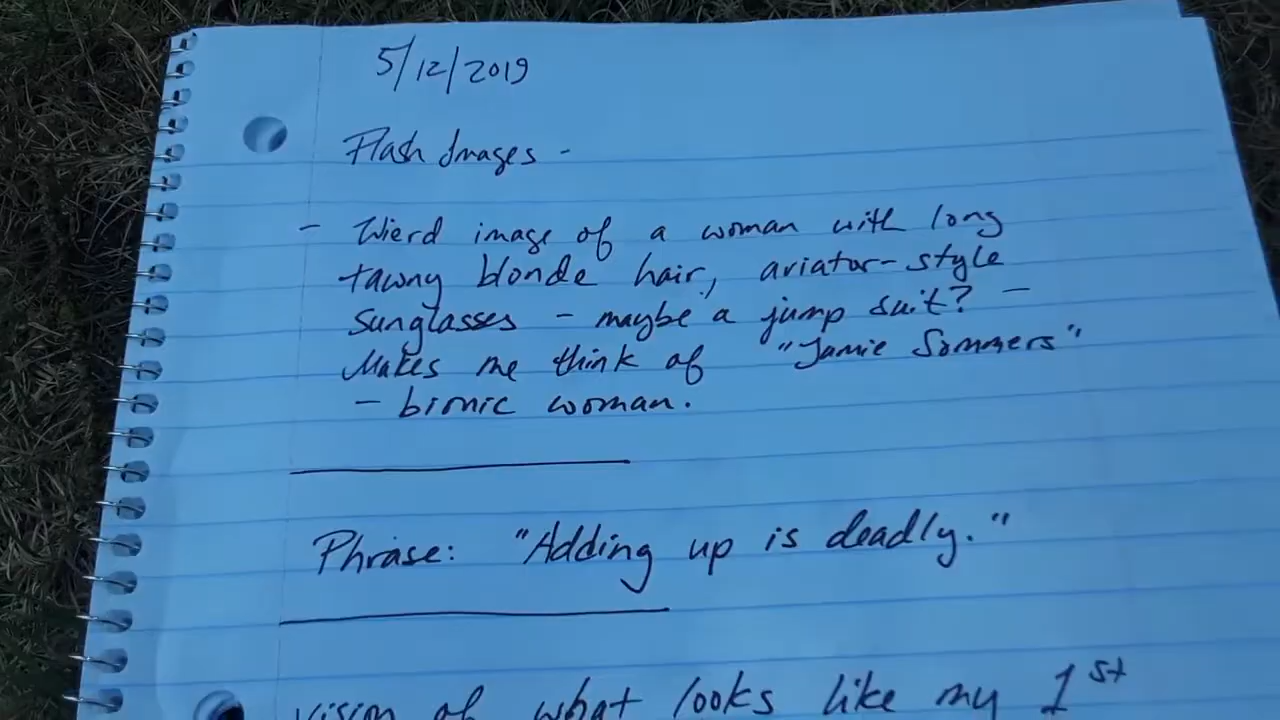 5/12/2019
Flash Images -
- Wierd image of a woman with long
tawny blonde hair, aviator-style
sunglasses - maybe a jump suit? -
Makes me think of "Jamie Sommers"
- bionic woman.
Phrase: "Adding up is deadly."
vision of what looks like my 1st